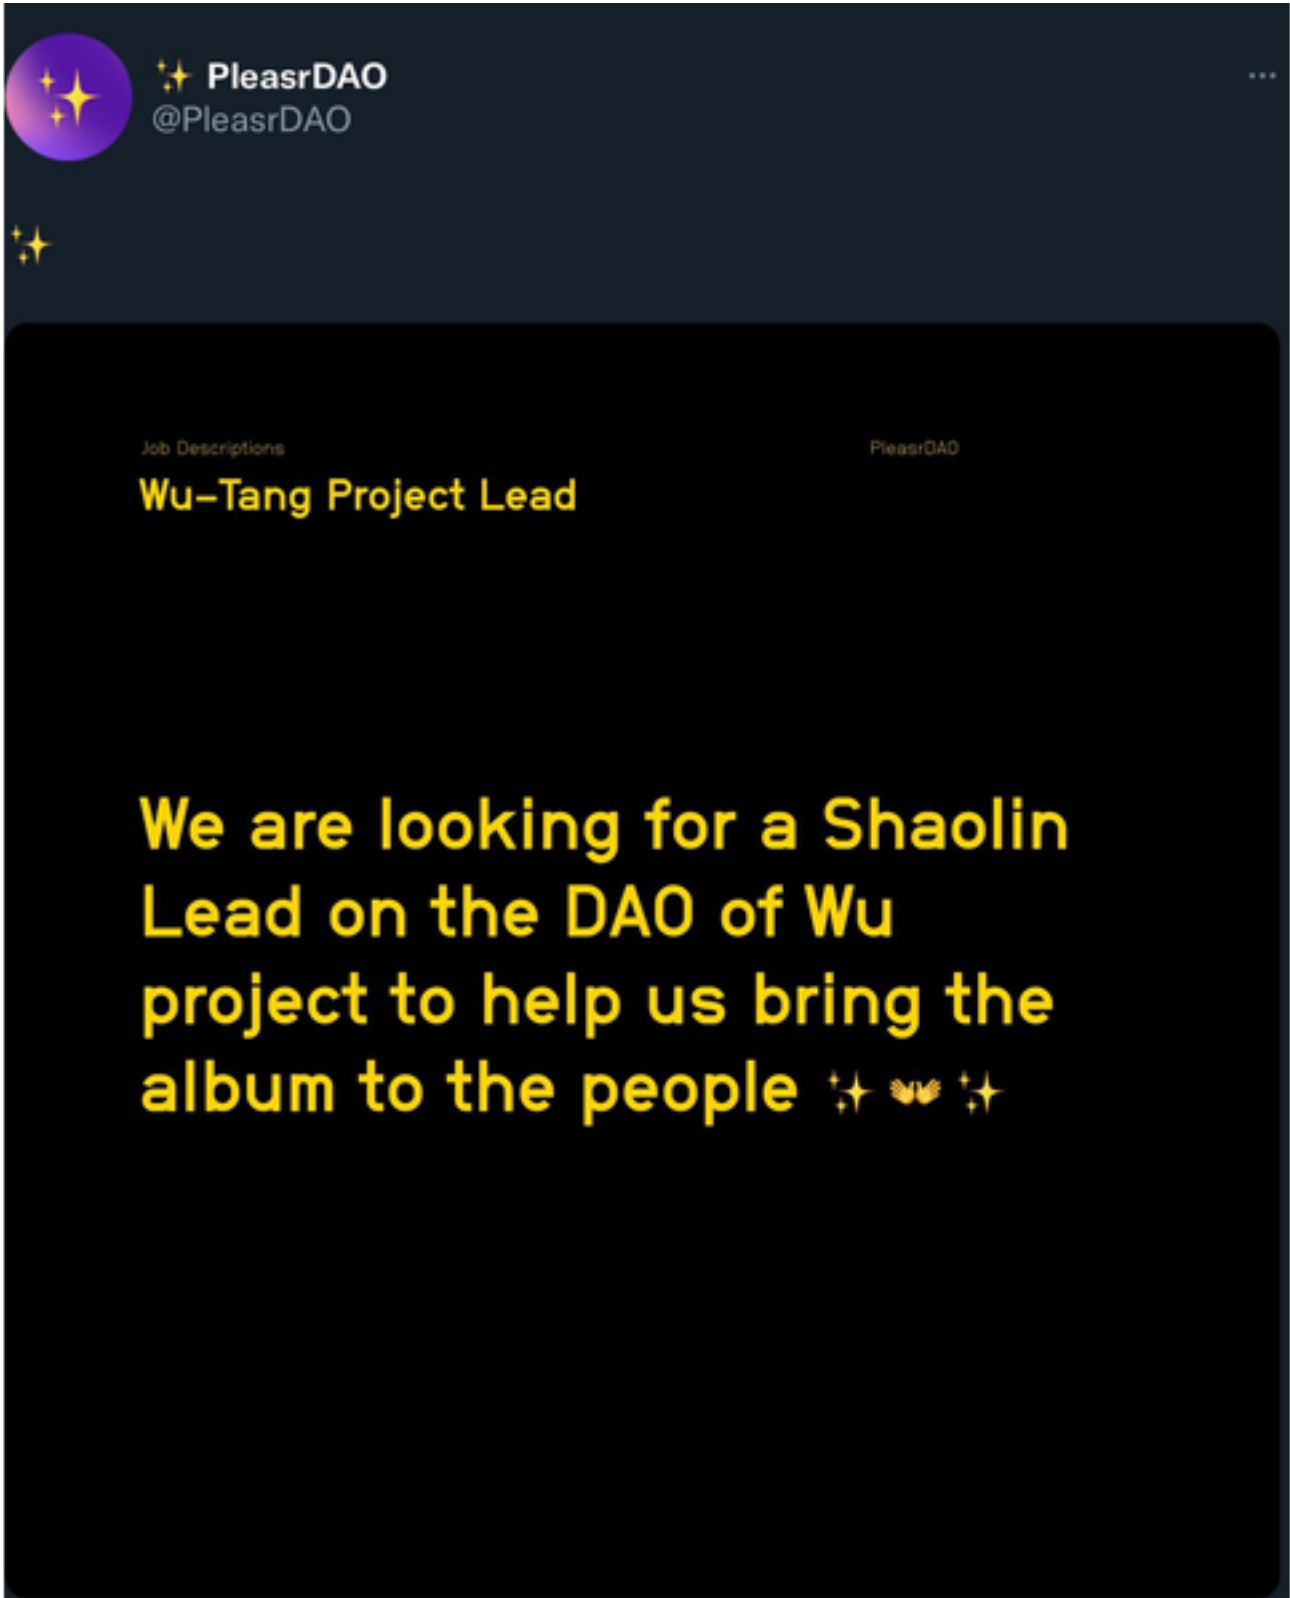 ✨ PleasrDAO
@PleasrDAO
✨
Job Descriptions
PleasrDAO
Wu-Tang Project Lead
We are looking for a Shaolin
Lead on the DAO of Wu
project to help us bring the
album to the people ✨ 👐 ✨